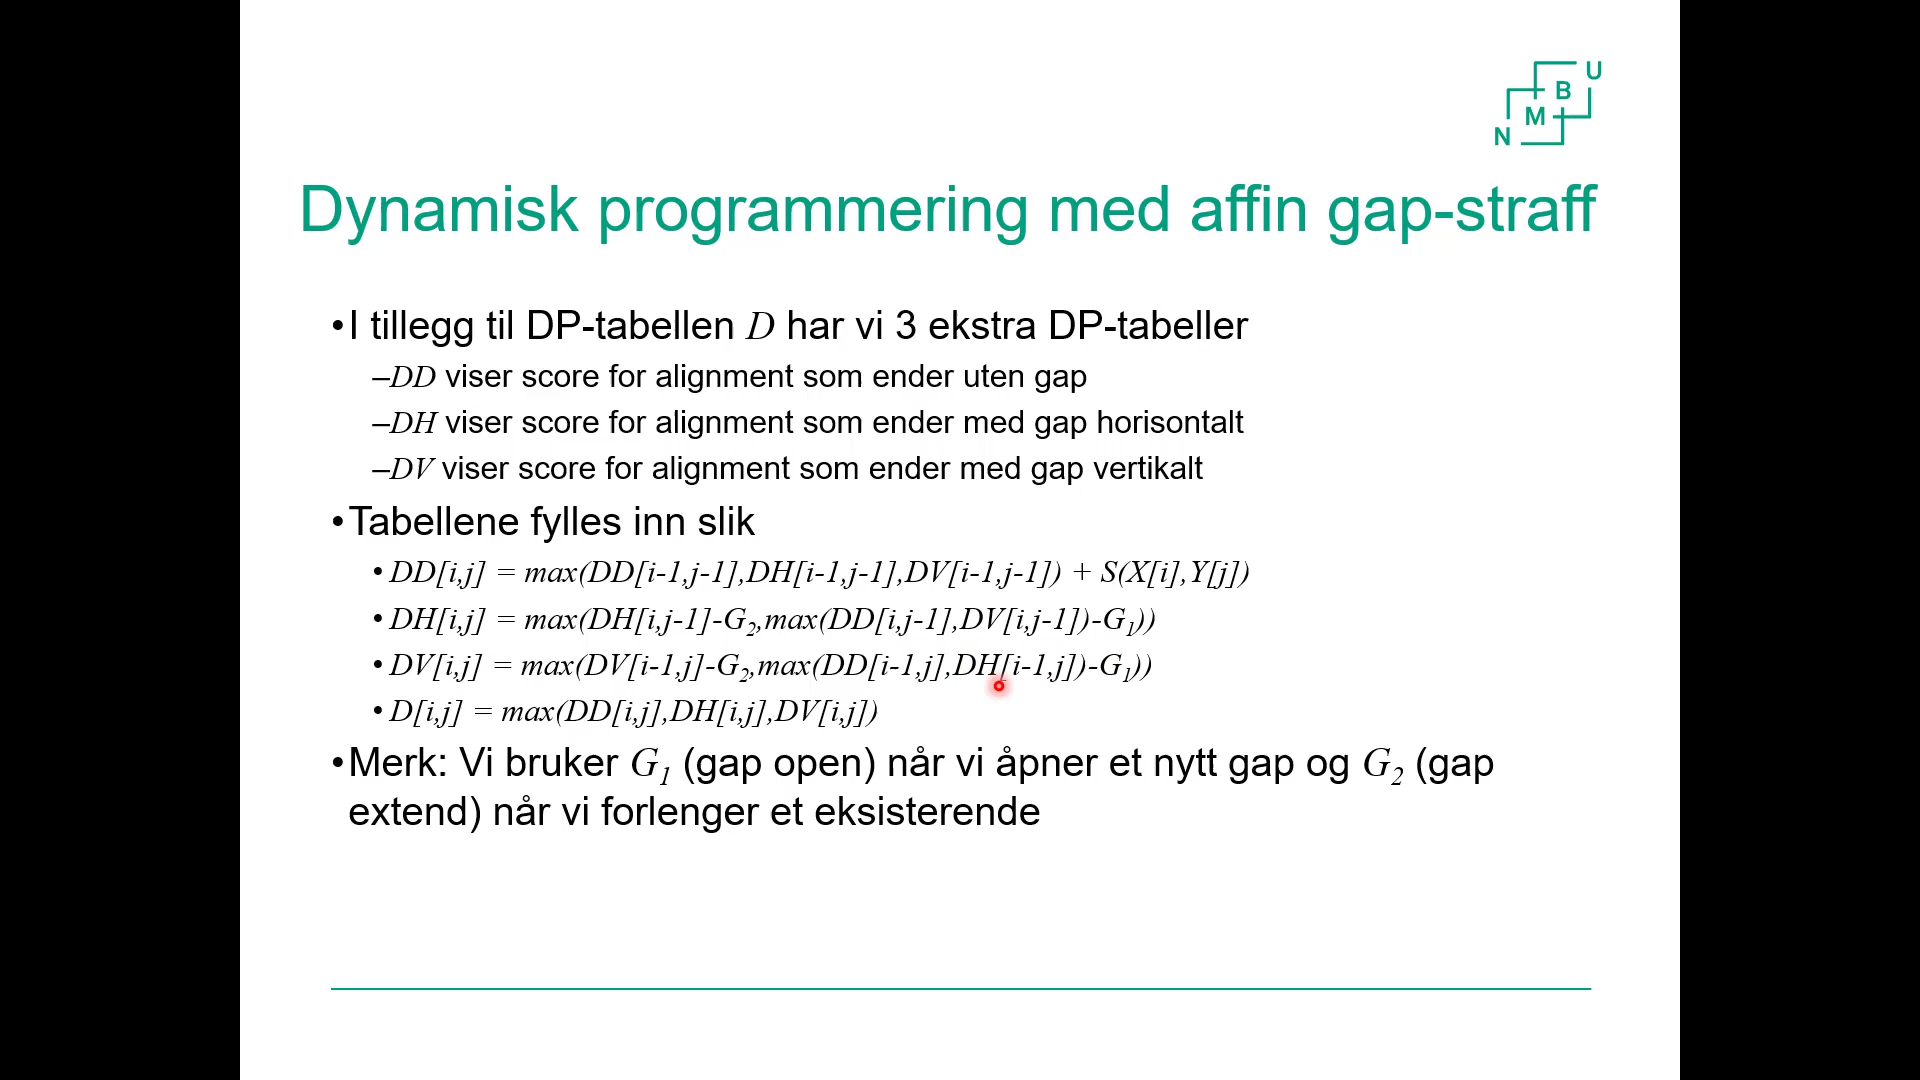 N M B U
Dynamisk programmering med affin gap-straff
•I tillegg til DP-tabellen D har vi 3 ekstra DP-tabeller
–DD viser score for alignment som ender uten gap
–DH viser score for alignment som ender med gap horisontalt
–DV viser score for alignment som ender med gap vertikalt
•Tabellene fylles inn slik
•DD[i,j] = max(DD[i-1,j-1],DH[i-1,j-1],DV[i-1,j-1]) + S(X[i],Y[j])
•DH[i,j] = max(DH[i,j-1]-G₂,max(DD[i,j-1],DV[i,j-1])-G₁))
•DV[i,j] = max(DV[i-1,j]-G₂,max(DD[i-1,j],DH[i-1,j])-G₁))
•D[i,j] = max(DD[i,j],DH[i,j],DV[i,j])
•Merk: Vi bruker G₁ (gap open) når vi åpner et nytt gap og G₂ (gap
extend) når vi forlenger et eksisterende